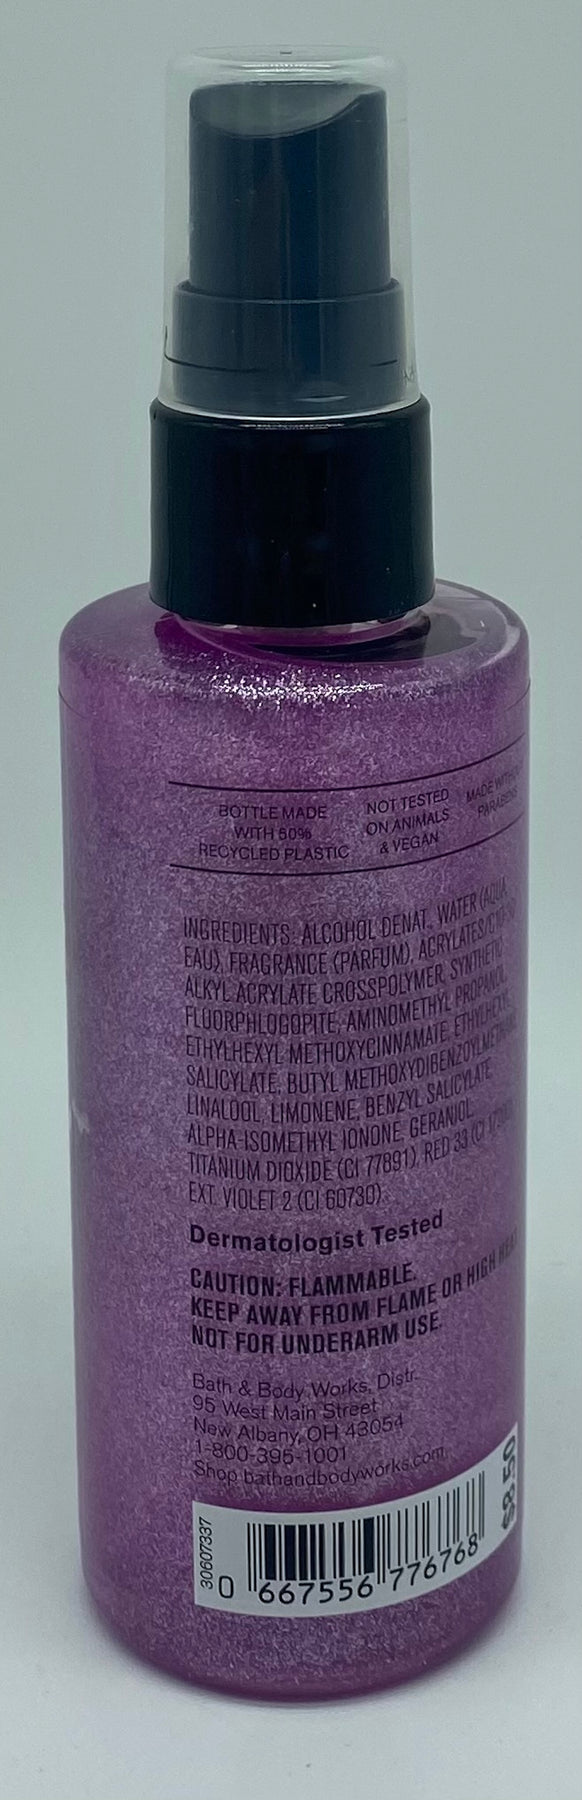 BOTTLE MADE
WITH 50%
RECYCLED PLASTIC
NOT TESTED
ON ANIMALS
& VEGAN
MADE WITHOUT
PARABENS
INGREDIENTS: ALCOHOL DENAT., WATER (AQUA,
EAU), FRAGRANCE (PARFUM), ACRYLATES/C10-30
ALKYL ACRYLATE CROSSPOLYMER, SYNTHETIC
FLUORPHLOGOPITE, AMINOMETHYL PROPANOL,
ETHYLHEXYL METHOXYCINNAMATE, ETHYLHEXYL
SALICYLATE, BUTYL METHOXYDIBENZOYLMETHANE,
LINALOOL, LIMONENE, BENZYL SALICYLATE,
ALPHA-ISOMETHYL IONONE, GERANIOL,
TITANIUM DIOXIDE (CI 77891), RED 33 (CI
EXT. VIOLET 2 (CI 60730).
Dermatologist Tested
CAUTION: FLAMMABLE.
KEEP AWAY FROM FLAME OR HIGH HEAT.
NOT FOR UNDERARM USE.
Bath & Body Works, Distr.
95 West Main Street
New Albany, OH 43054
1-800-395-1001
Shop bathandbodyworks.com
30607337
0 667556 776768
$8.50